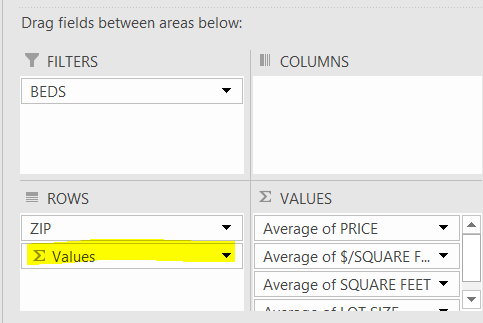 Drag fields between areas below:
FILTERS
COLUMNS
BEDS
ROWS
Σ VALUES
ZIP
Σ Values
Average of PRICE
Average of $/SQUARE F...
Average of SQUARE FEET
Average of LOT SIZE